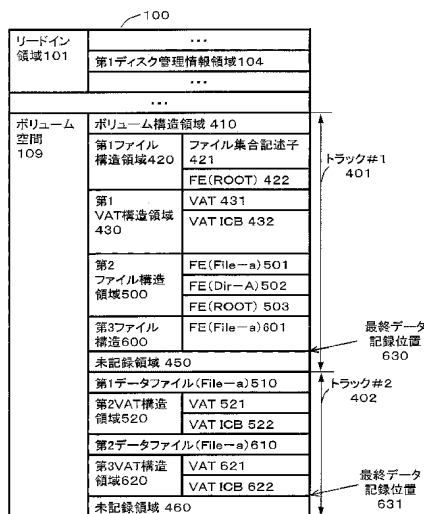 100
リードイン
領域101
...
第1ディスク管理情報領域104
...
...
ボリューム
空間
109
ボリューム構造領域 410
第1ファイル
構造領域420
ファイル集合記述子
421
FE(ROOT) 422
第1
VAT構造領域
430
VAT 431
VAT ICB 432
第2
ファイル構造
領域500
FE(File-a)501
FE(Dir-A)502
FE(ROOT) 503
第3ファイル
構造600
FE(File-a)601
未記録領域 450
第1データファイル(File-a)510
第2VAT構造
領域520
VAT 521
VAT ICB 522
第2データファイル(File-a)610
第3VAT構造
領域620
VAT 621
VAT ICB 622
未記録領域 460
トラック#1
401
最終データ
記録位置
630
トラック#2
402
最終データ
記録位置
631